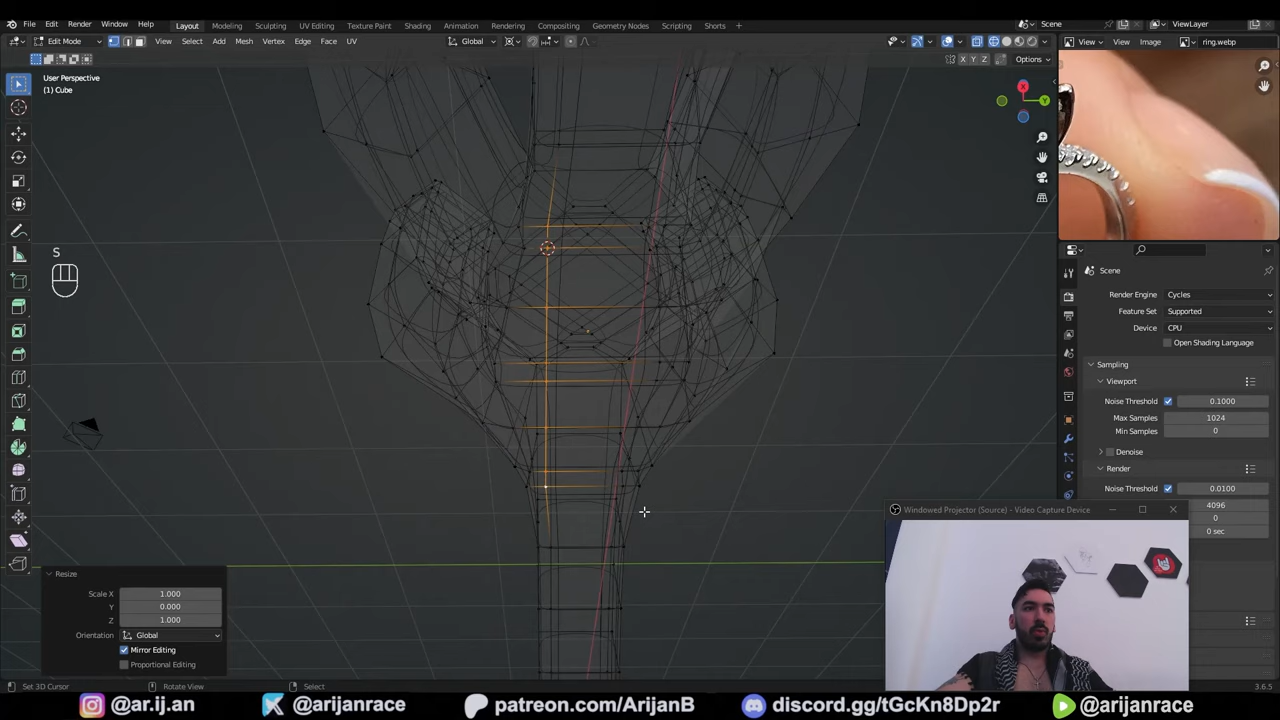 File Edit Render Window Help Layout Modeling Sculpting UV Editing Texture Paint Shading Animation Rendering Compositing Geometry Nodes Scripting Shorts + Scene ViewLayer
Edit Mode View Select Add Mesh Vertex Edges Face UV Global View View Image ring.webp
X Y Z Options
User Perspective
(1) Cube
X
Y
S
Scene
Render Engine Cycles
Feature Set Supported
Device CPU
Open Shading Language
Sampling
Viewport
Noise Threshold 0.1000
Max Samples 1024
Min Samples 0
Denoise
Render
Noise Threshold 0.0100
4096
0
0 sec
Windowed Projector (Source) - Video Capture Device
Resize
Scale X 1.000
Y 0.000
Z 1.000
Orientation Global
Mirror Editing
Proportional Editing
Set 3D Cursor Rotate View Select 3.6.5
@ar.ij.an @arijanrace patreon.com/ArijanB discord.gg/tGcKn8Dp2r @arijanrace